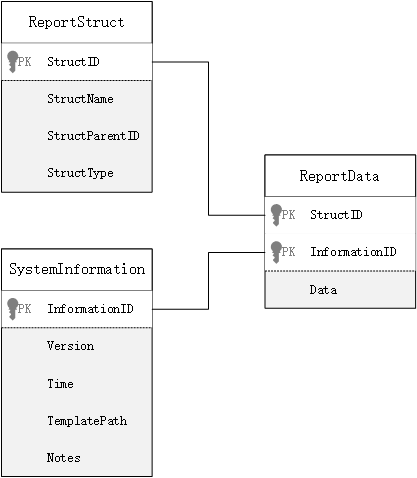 ReportStruct
PK StructID
StructName
StructParentID
StructType
ReportData
PK StructID
PK InformationID
Data
SystemInformation
PK InformationID
Version
Time
TemplatePath
Notes